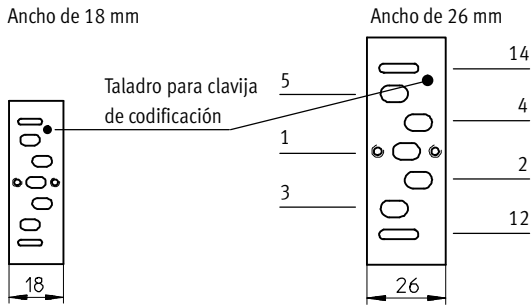 Ancho de 18 mm
Ancho de 26 mm
Taladro para clavija
de codificación
5
1
3
14
4
2
12
18
26